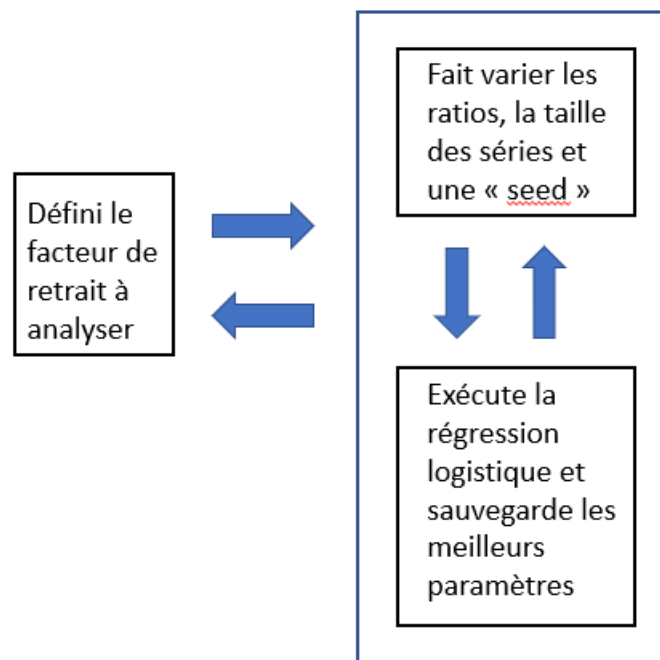 Défini le
facteur de
retrait à
analyser
Fait varier les
ratios, la taille
des séries et
une « seed »
Exécute la
régression
logistique et
sauvegarde les
meilleurs
paramètres